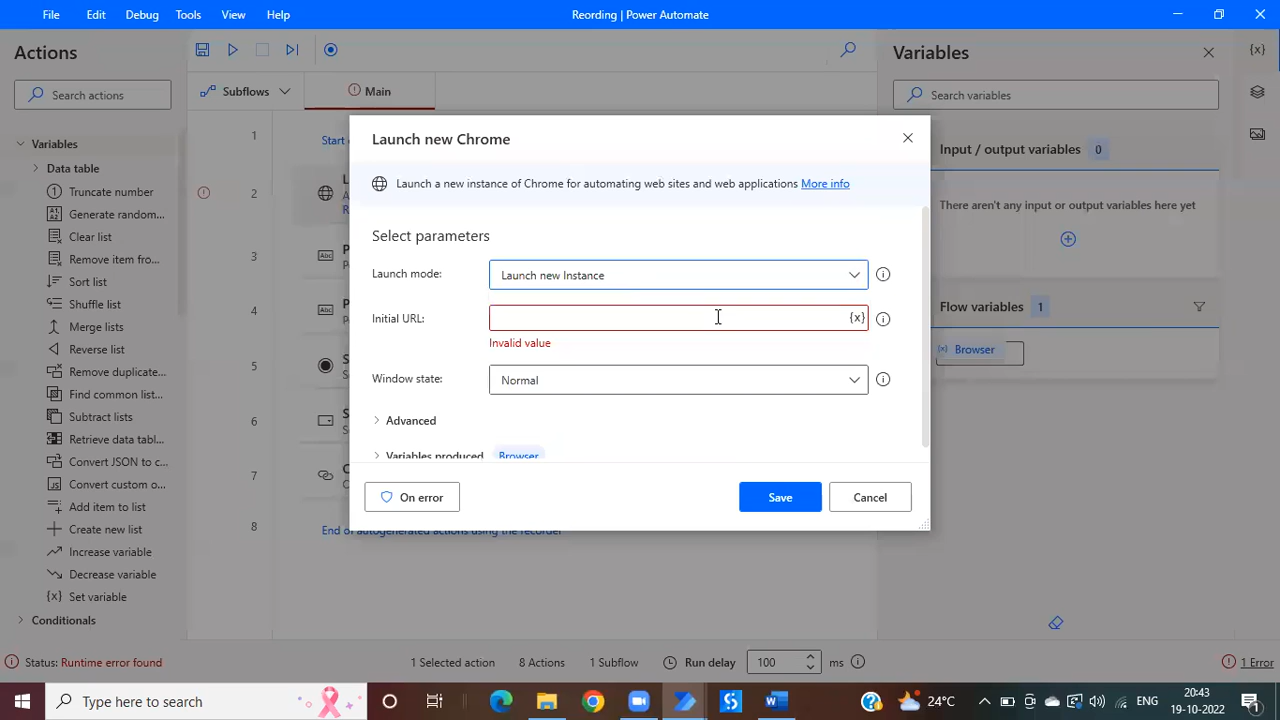 File Edit Debug Tools View Help
Reording | Power Automate
Actions
Search actions
Variables
Data table
Truncate number
Generate random...
Clear list
Remove item fro...
Sort list
Shuffle list
Merge lists
Reverse list
Remove duplicate...
Find common list...
Subtract lists
Retrieve data tabl...
Convert JSON to c...
Convert custom o...
Add item to list
Create new list
Increase variable
Decrease variable
{x} Set variable
Conditionals
Subflows
Main
1 Start
2
3
4
5
6
7
8
End of autogenerated actions using the recorder
Launch new Chrome
Launch a new instance of Chrome for automating web sites and web applications More info
Select parameters
Launch mode: Launch new Instance
Initial URL: {x}
Invalid value
Window state: Normal
Advanced
Variables produced Browser
On error
Save
Cancel
Variables
{x}
Search variables
Input / output variables 0
There aren't any input or output variables here yet
Flow variables 1
(x) Browser
Status: Runtime error found
1 Selected action
8 Actions
1 Subflow
Run delay 100 ms
1 Error
Type here to search
24°C
ENG
20:43
19-10-2022
1